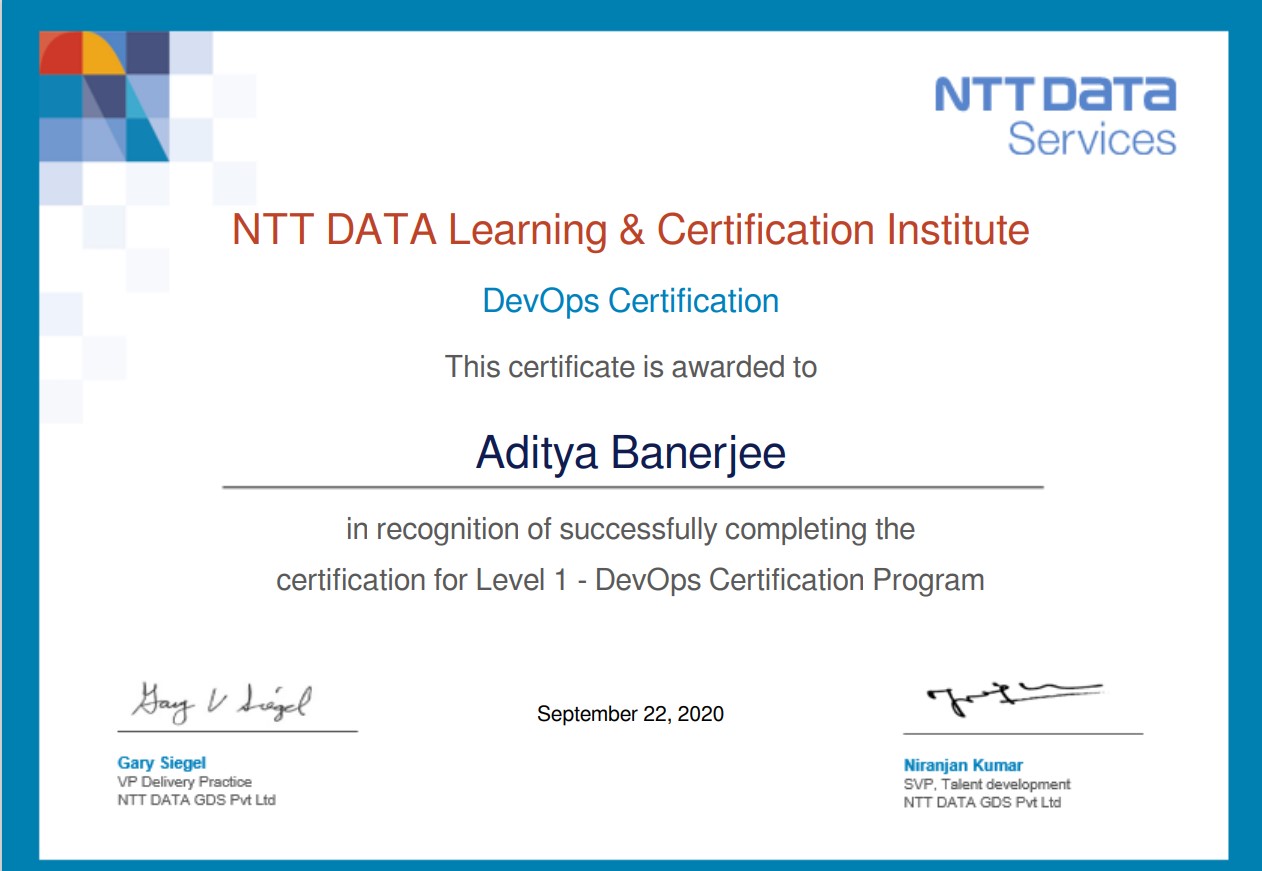 NTT DATA
Services
NTT DATA Learning & Certification Institute
DevOps Certification
This certificate is awarded to
Aditya Banerjee
in recognition of successfully completing the
certification for Level 1 - DevOps Certification Program
Gary V Siegel
September 22, 2020
Gary Siegel
VP Delivery Practice
NTT DATA GDS Pvt Ltd
Niranjan Kumar
SVP, Talent development
NTT DATA GDS Pvt Ltd